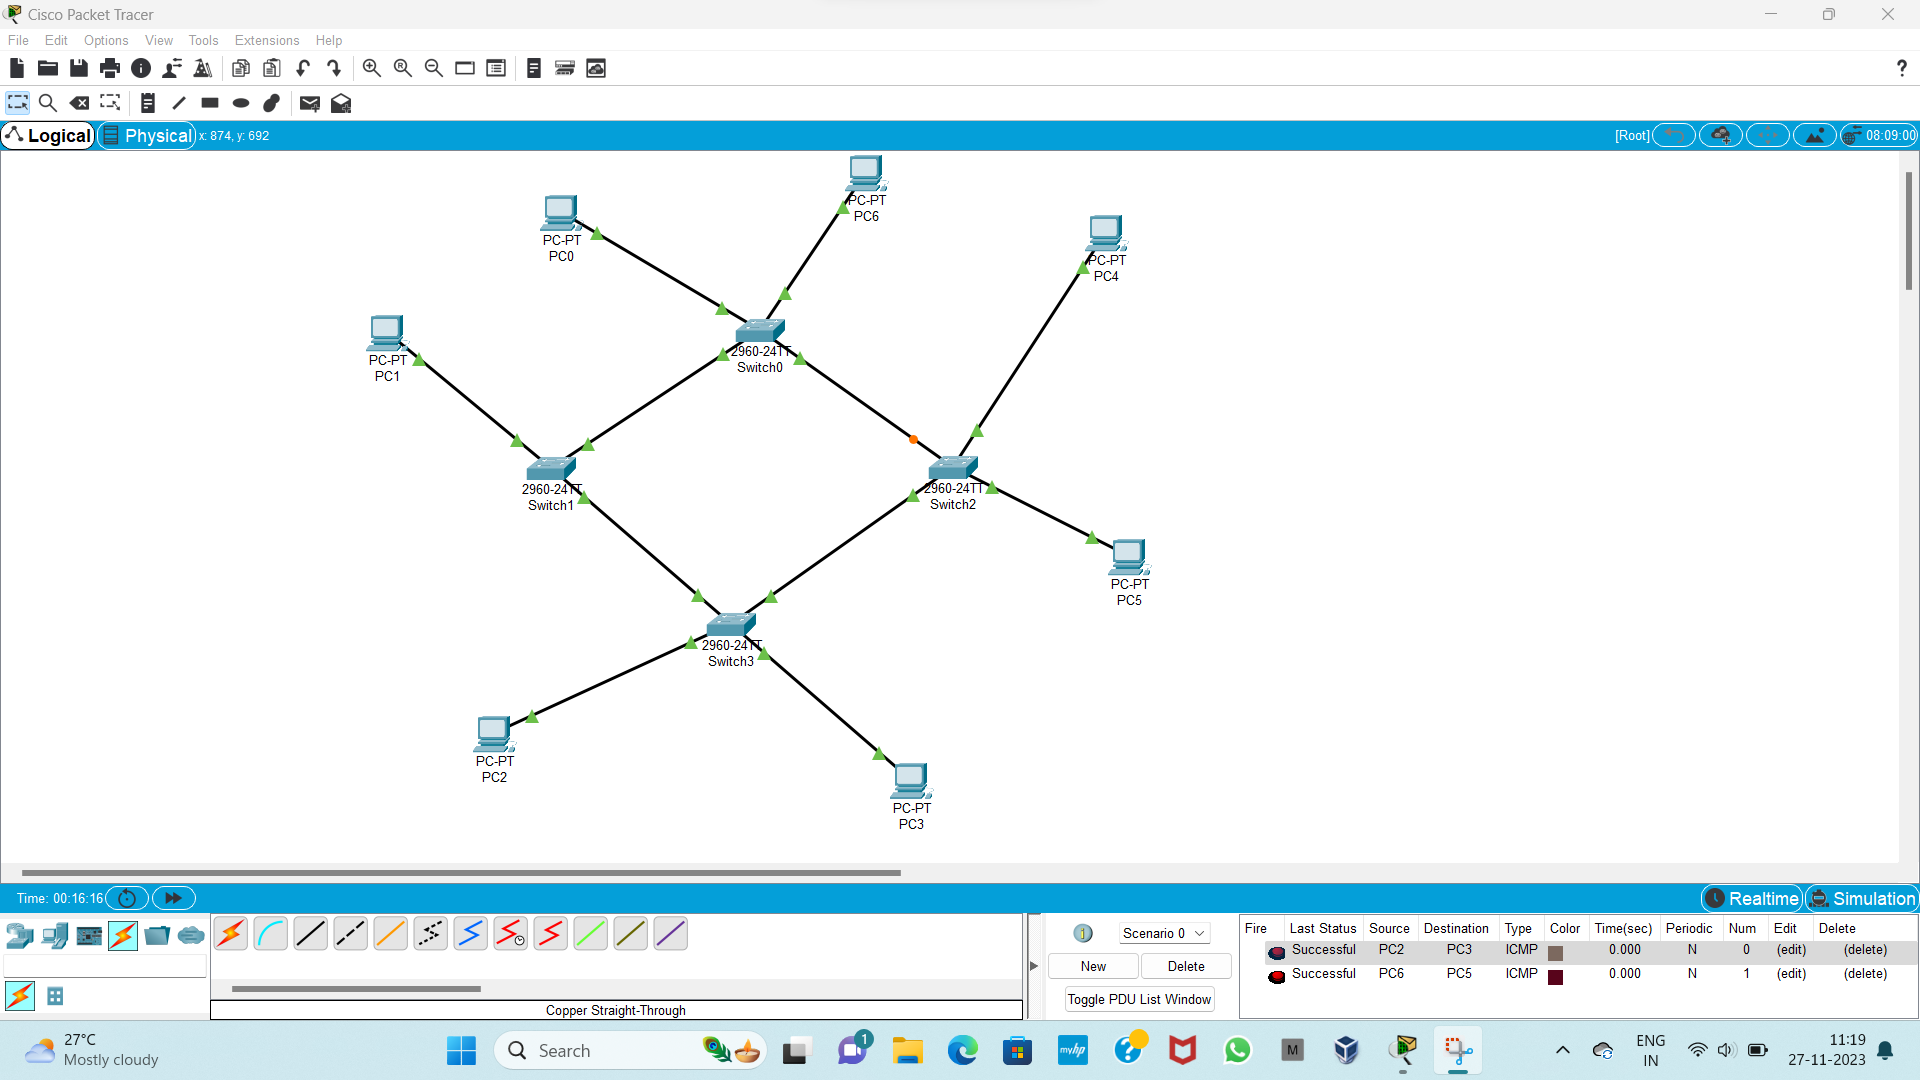 Cisco Packet Tracer
File Edit Options View Tools Extensions Help
?
Logical Physical x: 874, y: 692 [Root] 08:09:00
PC-PT
PC6
PC-PT
PC0
PC-PT
PC4
PC-PT
PC1
2960-24TT
Switch0
2960-24TT
Switch1
2960-24TT
Switch2
PC-PT
PC5
2960-24TT
Switch3
PC-PT
PC2
PC-PT
PC3
Time: 00:16:16 Realtime Simulation
Scenario 0
New Delete
Toggle PDU List Window
Copper Straight-Through
Fire Last Status Source Destination Type Color Time(sec) Periodic Num Edit Delete
Successful PC2 PC3 ICMP 0.000 N 0 (edit) (delete)
Successful PC6 PC5 ICMP 0.000 N 1 (edit) (delete)
27°C
Mostly cloudy
Search
1
myhp
M
ENG
IN
11:19
27-11-2023